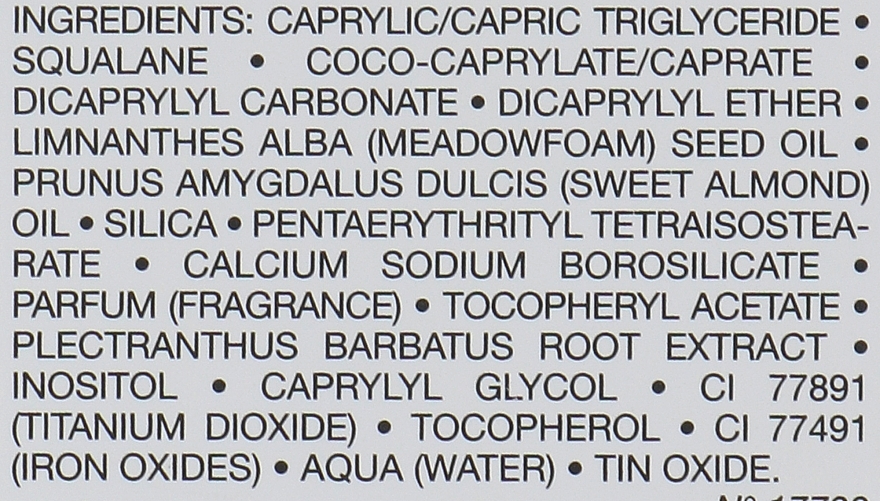 INGREDIENTS: CAPRYLIC/CAPRIC TRIGLYCERIDE •
SQUALANE • COCO-CAPRYLATE/CAPRATE •
DICAPRYLYL CARBONATE • DICAPRYLYL ETHER •
LIMNANTHES ALBA (MEADOWFOAM) SEED OIL •
PRUNUS AMYGDALUS DULCIS (SWEET ALMOND)
OIL • SILICA • PENTAERYTHRITYL TETRAISOSTEA-
RATE • CALCIUM SODIUM BOROSILICATE •
PARFUM (FRAGRANCE) • TOCOPHERYL ACETATE •
PLECTRANTHUS BARBATUS ROOT EXTRACT •
INOSITOL • CAPRYLYL GLYCOL • CI 77891
(TITANIUM DIOXIDE) • TOCOPHEROL • CI 77491
(IRON OXIDES) • AQUA (WATER) • TIN OXIDE.